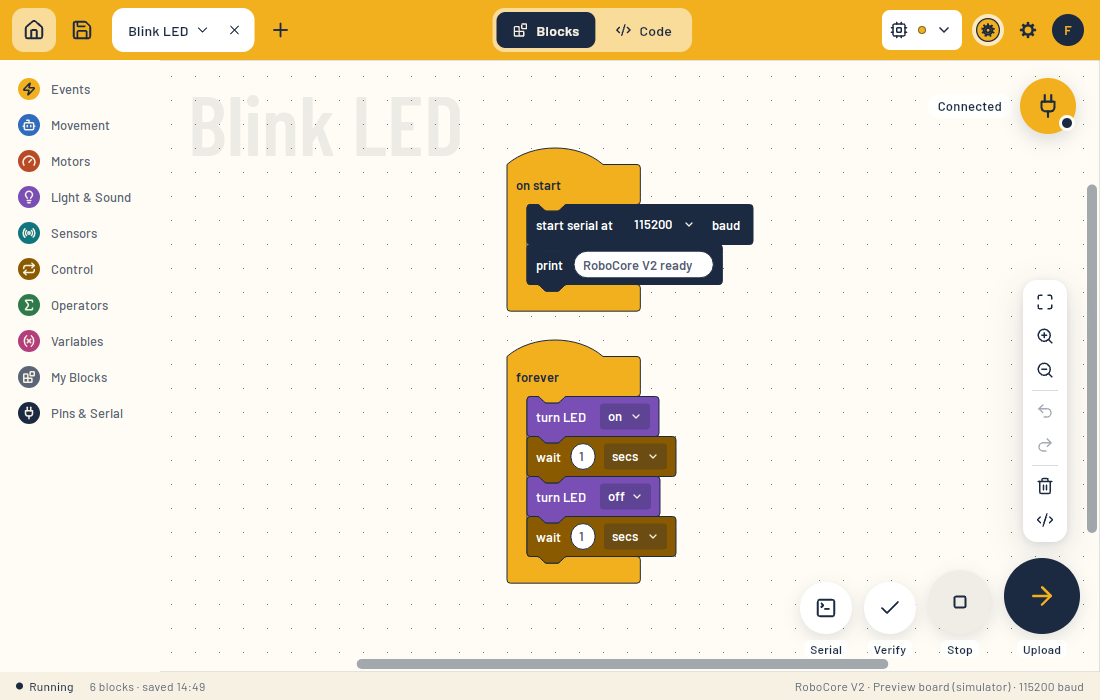 Blink LED
Blocks
Code
F
Events
Movement
Motors
Light & Sound
Sensors
Control
Operators
Variables
My Blocks
Pins & Serial
Blink LED
Connected
on start
start serial at 115200 baud
print RoboCore V2 ready
forever
turn LED on
wait 1 secs
turn LED off
wait 1 secs
Serial
Verify
Stop
Upload
Running
6 blocks · saved 14:49
RoboCore V2 · Preview board (simulator) · 115200 baud